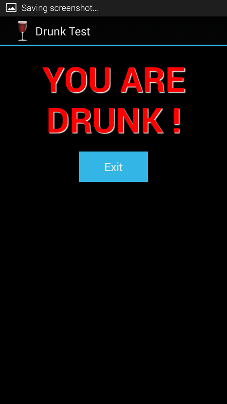 Saving screenshot...
Drunk Test
YOU ARE
DRUNK !
Exit